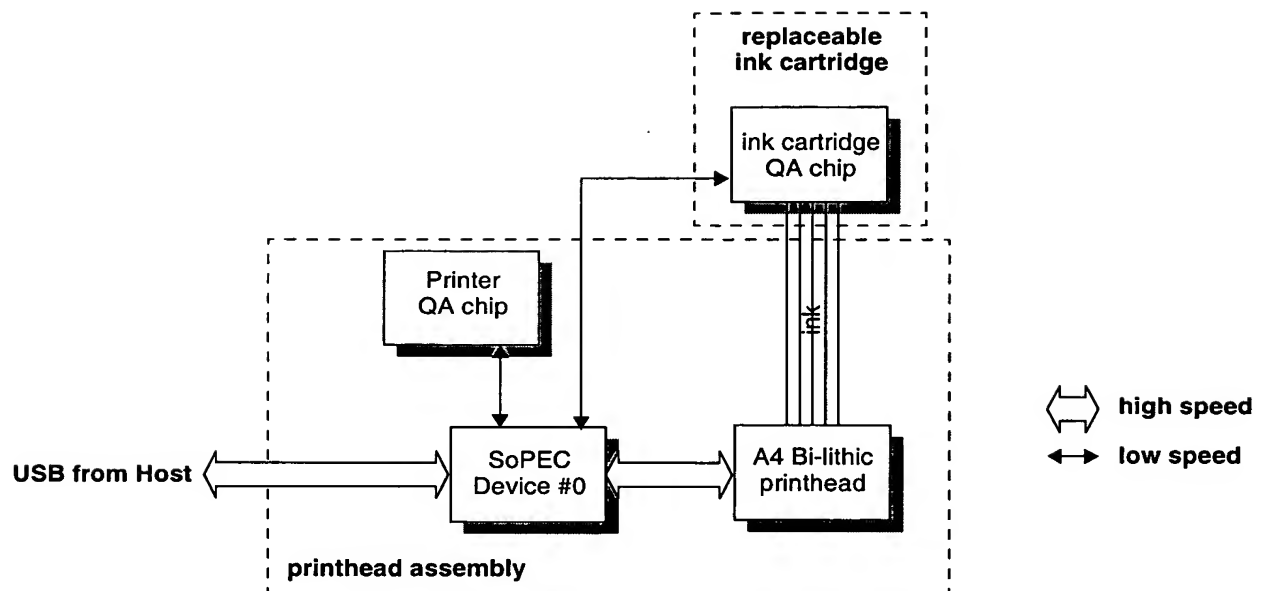 replaceable
ink cartridge
ink cartridge
QA chip
Printer
QA chip
ink
high speed
low speed
USB from Host
SoPEC
Device #0
A4 Bi-lithic
printhead
printhead assembly